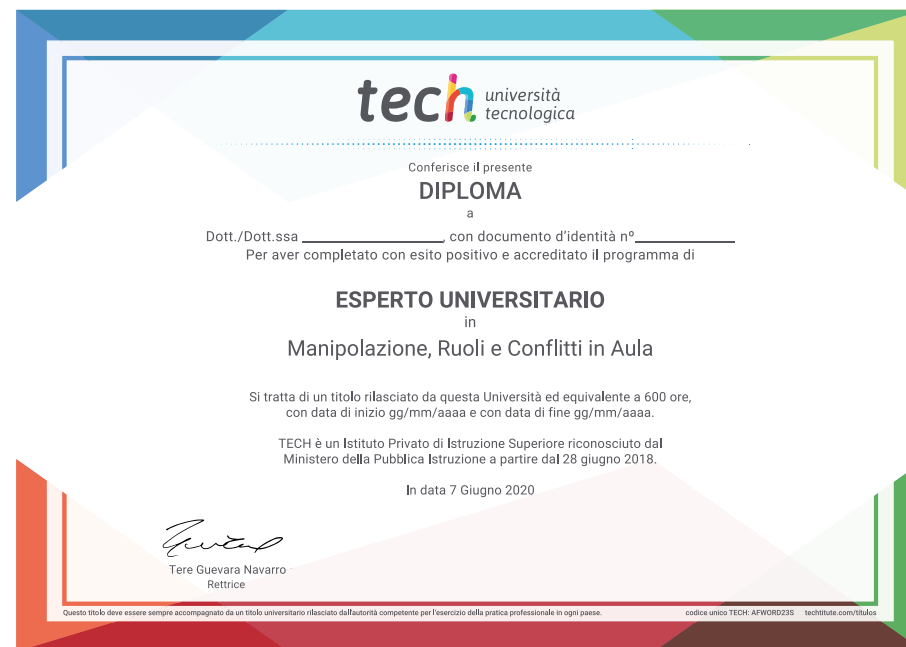 tech università
tecnologica
Conferisce il presente
DIPLOMA
a
Dott./Dott.ssa ____________________, con documento d'identità nº______________
Per aver completato con esito positivo e accreditato il programma di
ESPERTO UNIVERSITARIO
in
Manipolazione, Ruoli e Conflitti in Aula
Si tratta di un titolo rilasciato da questa Università ed equivalente a 600 ore,
con data di inizio gg/mm/aaaa e con data di fine gg/mm/aaaa.
TECH è un Istituto Privato di Istruzione Superiore riconosciuto dal
Ministero della Pubblica Istruzione a partire dal 28 giugno 2018.
In data 7 Giugno 2020
Tere Guevara Navarro
Rettrice
Questo titolo deve essere sempre accompagnato da un titolo universitario rilasciato dall'autorità competente per l'esercizio della pratica professionale in ogni paese. codice unico TECH: AFWORD23S techtitute.com/titulos